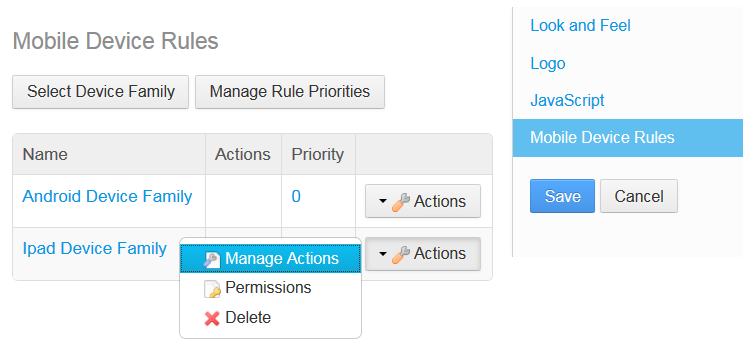 Mobile Device Rules
Select Device Family
Manage Rule Priorities
Name
Actions
Priority
Android Device Family
0
Actions
Ipad Device Family
Actions
Manage Actions
Permissions
Delete
Look and Feel
Logo
JavaScript
Mobile Device Rules
Save
Cancel